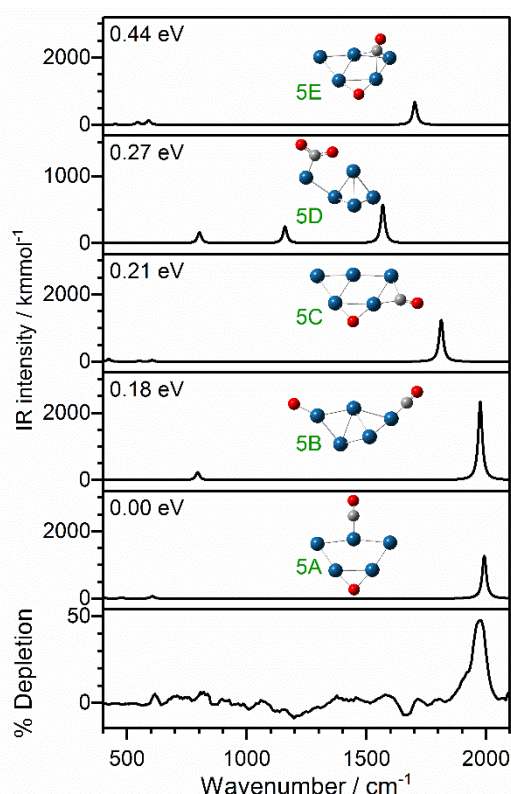 0.44 eV
2000
0
5E
0.27 eV
1000
0
5D
0.21 eV
2000
0
5C
0.18 eV
2000
0
5B
0.00 eV
2000
0
5A
50
0
IR intensity / kmmol⁻¹
% Depletion
500 1000 1500 2000
Wavenumber / cm⁻¹